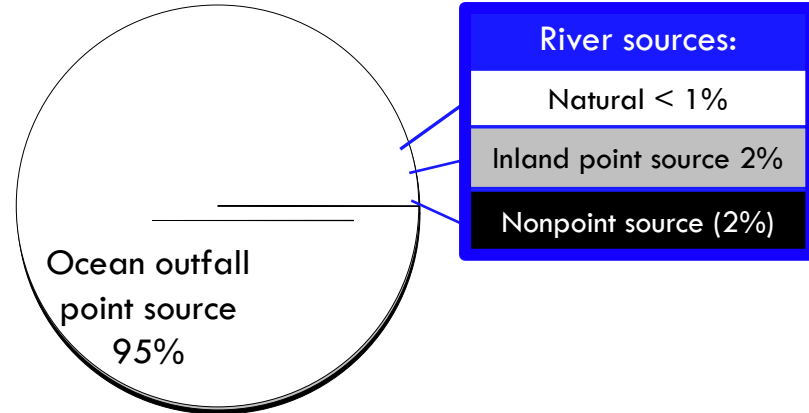 River sources:
Natural < 1%
Inland point source 2%
Nonpoint source (2%)
Ocean outfall
point source
95%